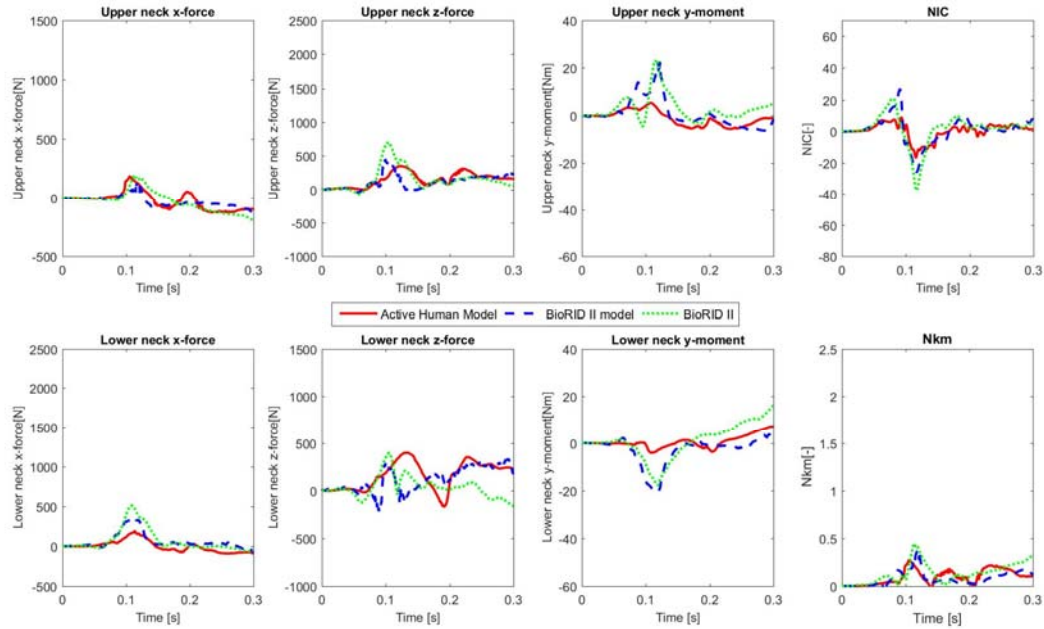 Upper neck x-force
Upper neck z-force
Upper neck y-moment
NIC
Upper neck x-force[N]
1500
1000
500
0
-500
0 0.1 0.2 0.3
Time [s]
Upper neck z-force[N]
2500
2000
1500
1000
500
0
-500
-1000
0 0.1 0.2 0.3
Time [s]
Upper neck y-moment[Nm]
40
20
0
-20
-40
-60
0 0.1 0.2 0.3
Time [s]
NIC[-]
60
40
20
0
-20
-40
-60
-80
0 0.1 0.2 0.3
Time [s]
Active Human Model BioRID II model BioRID II
Lower neck x-force
Lower neck z-force
Lower neck y-moment
Nkm
Lower neck x-force[N]
2500
2000
1500
1000
500
0
-500
0 0.1 0.2 0.3
Time [s]
Lower neck z-force[N]
1500
1000
500
0
-500
-1000
0 0.1 0.2 0.3
Time [s]
Lower neck y-moment[Nm]
40
20
0
-20
-40
-60
0 0.1 0.2 0.3
Time [s]
Nkm[-]
2.5
2
1.5
1
0.5
0
0 0.1 0.2 0.3
Time [s]